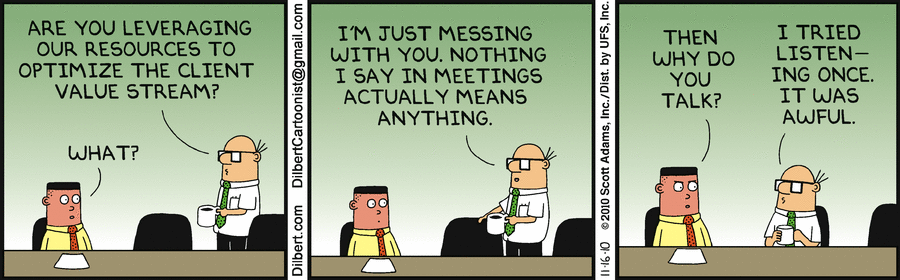 ARE YOU LEVERAGING
OUR RESOURCES TO
OPTIMIZE THE CLIENT
VALUE STREAM?
WHAT?
Dilbert.com DilbertCartoonist@gmail.com
I'M JUST MESSING
WITH YOU. NOTHING
I SAY IN MEETINGS
ACTUALLY MEANS
ANYTHING.
11-16-10 ©2010 Scott Adams, Inc./Dist. by UFS, Inc.
THEN
WHY DO
YOU
TALK?
I TRIED
LISTEN-
ING ONCE.
IT WAS
AWFUL.